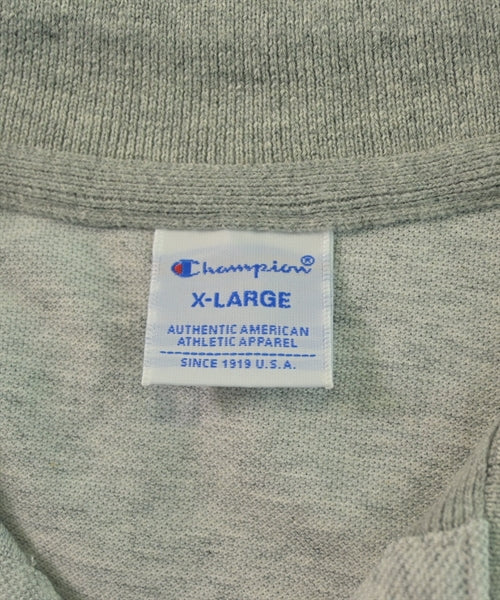 Champion®
X-LARGE
AUTHENTIC AMERICAN
ATHLETIC APPAREL
SINCE 1919 U.S.A.